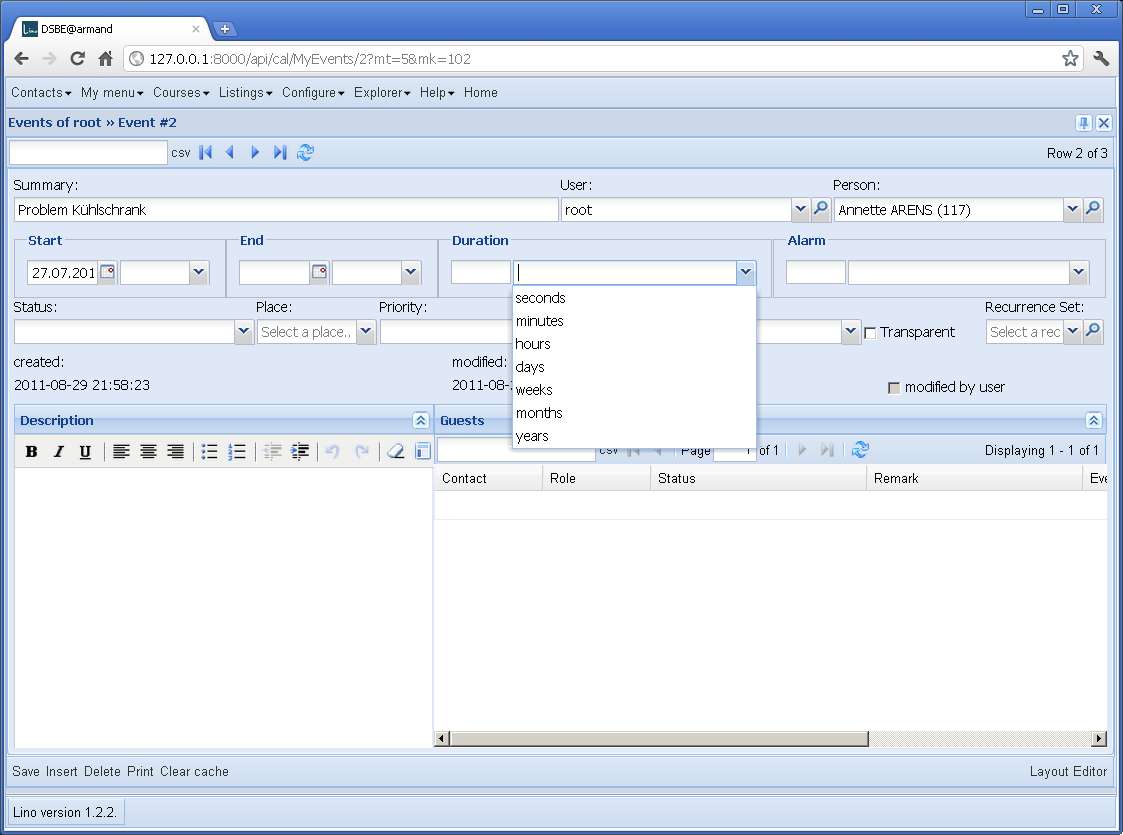 DSBE@armand
127.0.0.1:8000/api/cal/MyEvents/2?mt=5&mk=102
Contacts My menu Courses Listings Configure Explorer Help Home
Events of root » Event #2
csv Row 2 of 3
Summary: User: Person:
Problem Kühlschrank root Annette ARENS (117)
Start End Duration Alarm
27.07.201
seconds
Status: Place: Priority: Recurrence Set:
minutes
Select a place.. Transparent Select a rec
hours
created: modified:
days
2011-08-29 21:58:23 2011-08- modified by user
weeks
months
Description Guests
years
B I U csv Page 1 of 1 Displaying 1 - 1 of 1
Contact Role Status Remark Eve
Save Insert Delete Print Clear cache Layout Editor
Lino version 1.2.2.